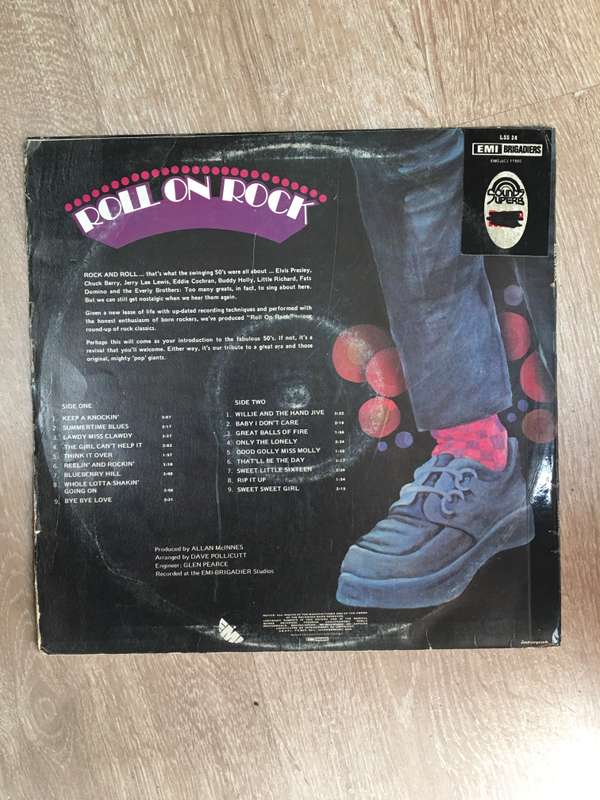 LSS 24
EMI BRIGADIERS
SOUNDS SUPERB
ROLL ON ROCK
ROCK AND ROLL ... that's what the swinging 50's were all about ... Elvis Presley,
Chuck Berry, Jerry Lee Lewis, Eddie Cochran, Buddy Holly, Little Richard, Fats
Domino and the Everly Brothers: Too many greats, in fact, to sing about here.
But we can still get nostalgic when we hear them again.
Given a new lease of life with up-dated recording techniques and performed with
the honest enthusiasm of born rockers, we've produced "Roll On Rock"
round-up of rock classics.
Perhaps this will come as your introduction to the fabulous 50's. If not, it's a
revival that you'll welcome. Either way, it's our tribute to a great era and those
original, mighty 'pop' giants.
SIDE ONE
1. KEEP A KNOCKIN'
2. SUMMERTIME BLUES
3. LAWDY MISS CLAWDY
4. THE GIRL CAN'T HELP IT
5. THINK IT OVER
6. REELIN' AND ROCKIN'
7. BLUEBERRY HILL
8. WHOLE LOTTA SHAKIN'
GOING ON
9. BYE BYE LOVE
SIDE TWO
1. WILLIE AND THE HAND JIVE
2. BABY I DON'T CARE
3. GREAT BALLS OF FIRE
4. ONLY THE LONELY
5. GOOD GOLLY MISS MOLLY
6. THAT'LL BE THE DAY
7. SWEET LITTLE SIXTEEN
8. RIP IT UP
9. SWEET SWEET GIRL
Produced by ALLAN McINNES
Arranged by DAVE POLLICUTT
Engineer: GLEN PEARCE
Recorded at the EMI-BRIGADIER Studios
EMI